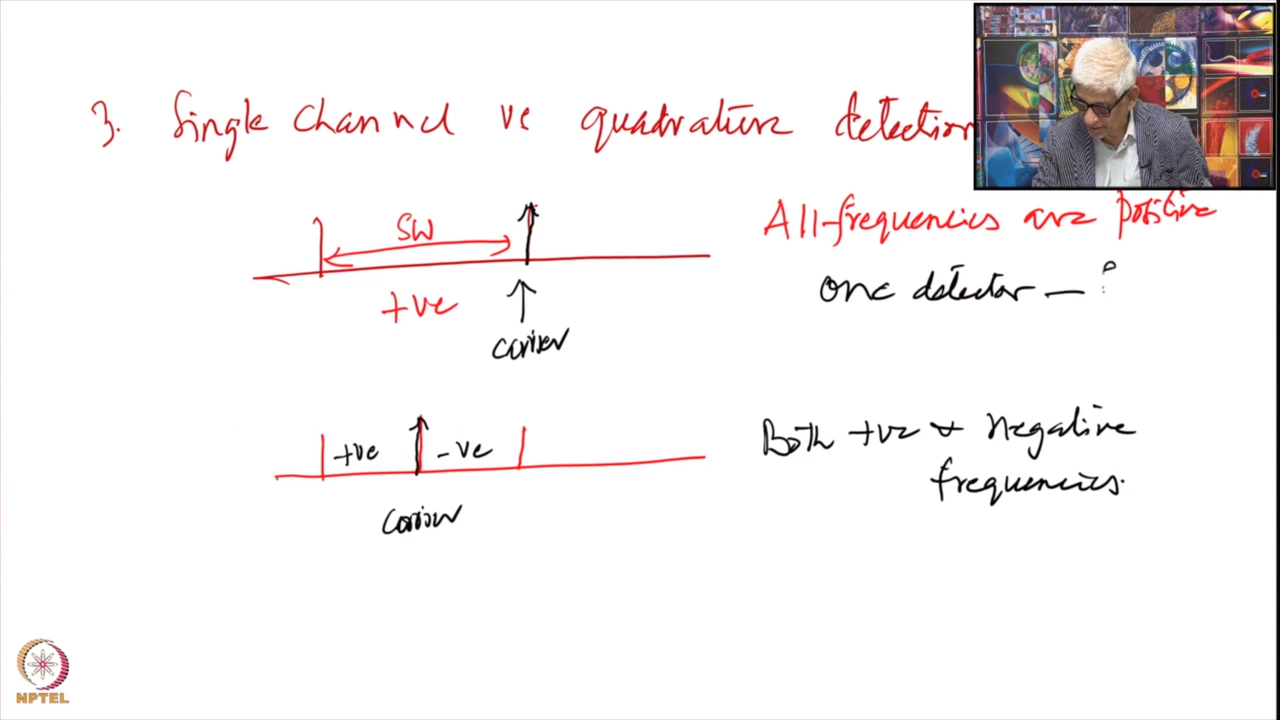 3. Single channel vs quadrature detection
SW
+ve
carrier
All-frequencies are positive
one detector —
+ve - ve
carrier
Both +ve & negative
frequencies.
NPTEL